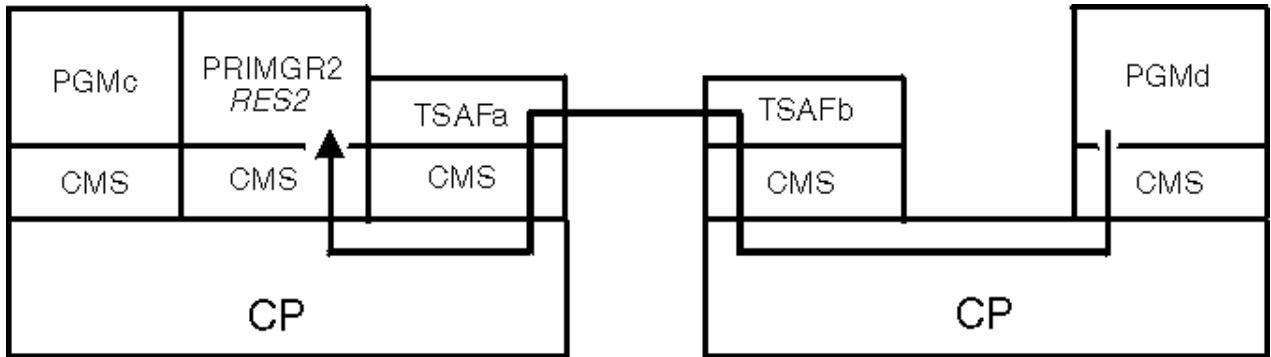 PGMc
PRIMGR2
RES2
TSAFa
TSAFb
PGMd
CMS
CMS
CMS
CMS
CMS
CP
CP